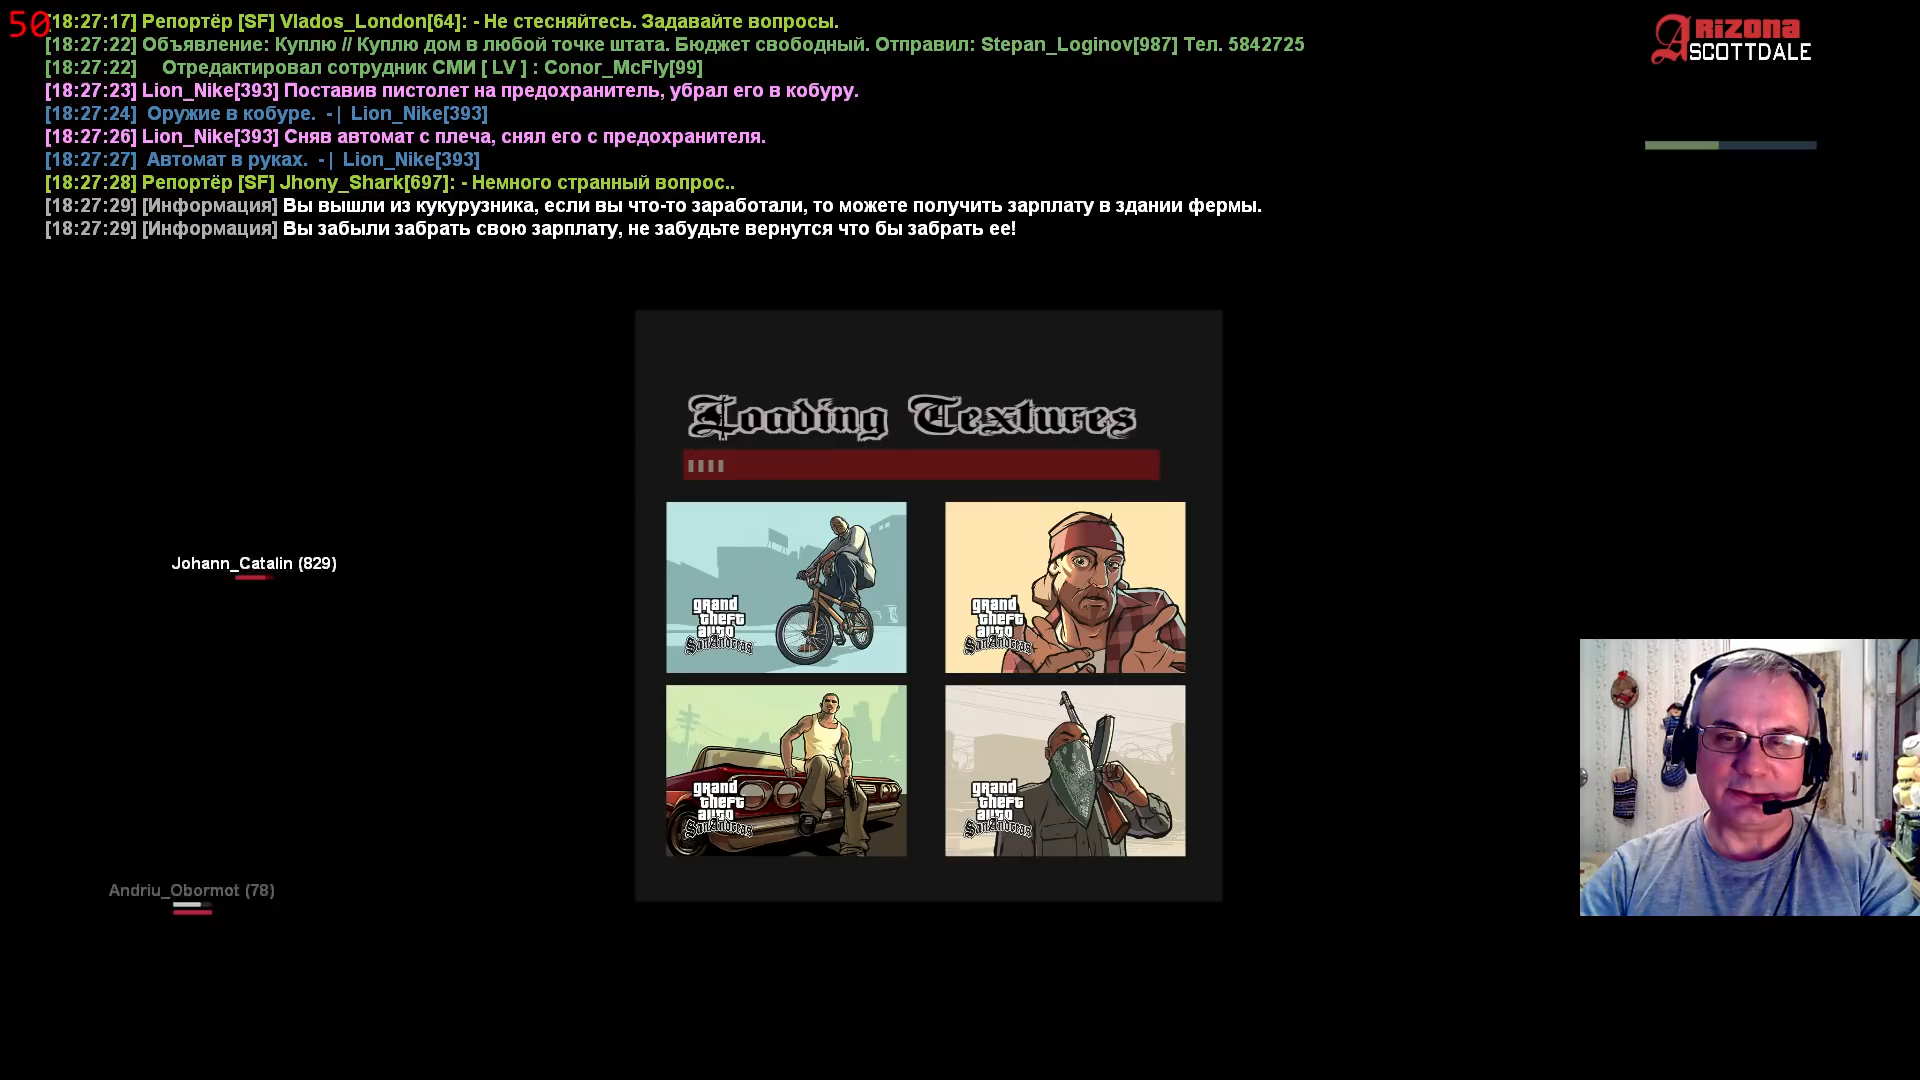 50
[18:27:17] Репортёр [SF] Vlados_London[64]: - Не стесняйтесь. Задавайте вопросы.
[18:27:22] Объявление: Куплю // Куплю дом в любой точке штата. Бюджет свободный. Отправил: Stepan_Loginov[987] Тел. 5842725
[18:27:22] Отредактировал сотрудник СМИ [ LV ] : Conor_McFly[99]
[18:27:23] Lion_Nike[393] Поставив пистолет на предохранитель, убрал его в кобуру.
[18:27:24] Оружие в кобуре. - | Lion_Nike[393]
[18:27:26] Lion_Nike[393] Сняв автомат с плеча, снял его с предохранителя.
[18:27:27] Автомат в руках. - | Lion_Nike[393]
[18:27:28] Репортёр [SF] Jhony_Shark[697]: - Немного странный вопрос..
[18:27:29] [Информация] Вы вышли из кукурузника, если вы что-то заработали, то можете получить зарплату в здании фермы.
[18:27:29] [Информация] Вы забыли забрать свою зарплату, не забудьте вернутся что бы забрать ее!
Arizona
SCOTTDALE
Loading Textures
grand
theft
auto
San Andreas
grand
theft
auto
San Andreas
grand
theft
auto
San Andreas
grand
theft
auto
San Andreas
Johann_Catalin (829)
Andriu_Obormot (78)